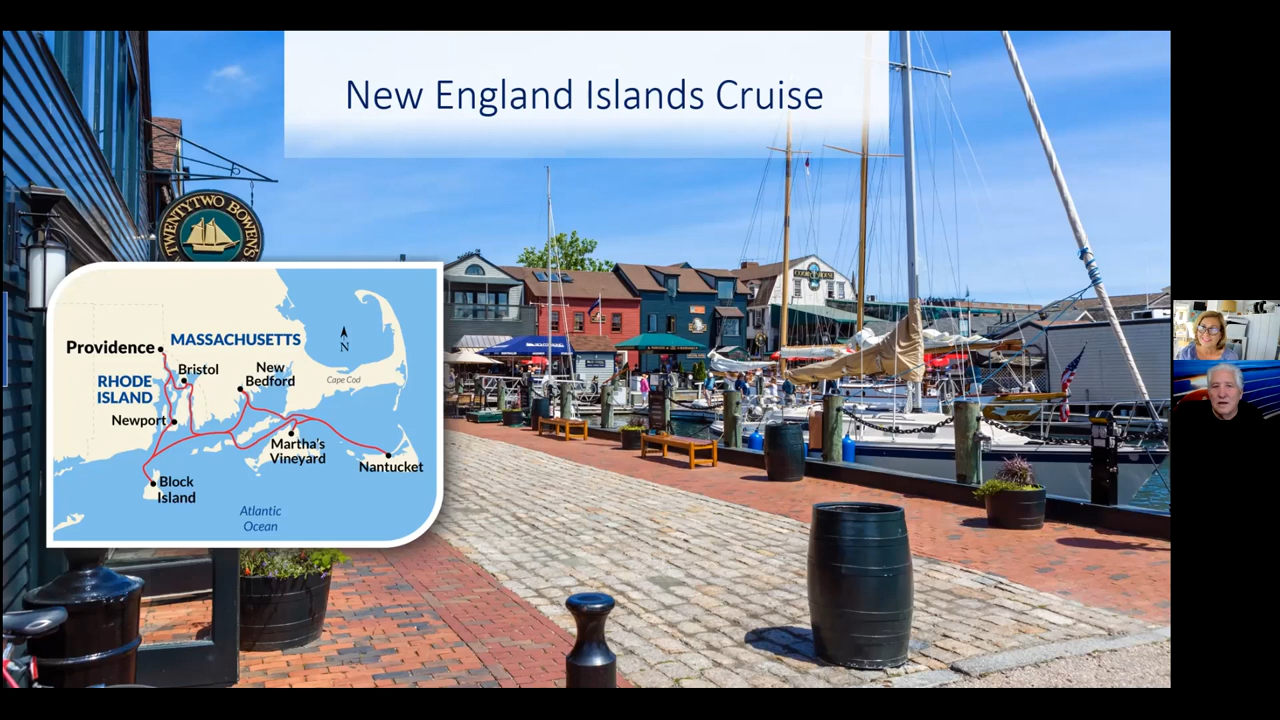 New England Islands Cruise
TWENTYTWO BOWEN'S
MASSACHUSETTS
Providence
Bristol
New
Bedford
Cape Cod
N
RHODE
ISLAND
Newport
Martha's
Vineyard
Nantucket
Block
Island
Atlantic
Ocean